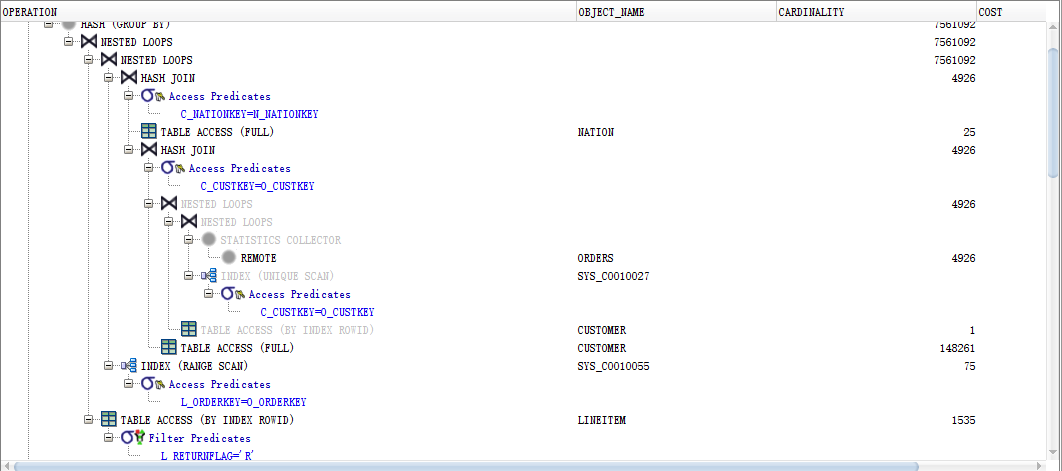 OPERATION OBJECT_NAME CARDINALITY COST
HASH (GROUP BY) 7561092
NESTED LOOPS 7561092
NESTED LOOPS 7561092
HASH JOIN 4926
Access Predicates
C_NATIONKEY=N_NATIONKEY
TABLE ACCESS (FULL) NATION 25
HASH JOIN 4926
Access Predicates
C_CUSTKEY=O_CUSTKEY
NESTED LOOPS 4926
NESTED LOOPS
STATISTICS COLLECTOR
REMOTE ORDERS 4926
INDEX (UNIQUE SCAN) SYS_C0010027
Access Predicates
C_CUSTKEY=O_CUSTKEY
TABLE ACCESS (BY INDEX ROWID) CUSTOMER 1
TABLE ACCESS (FULL) CUSTOMER 148261
INDEX (RANGE SCAN) SYS_C0010055 75
Access Predicates
L_ORDERKEY=O_ORDERKEY
TABLE ACCESS (BY INDEX ROWID) LINEITEM 1535
Filter Predicates
L_RETURNFLAG='R'